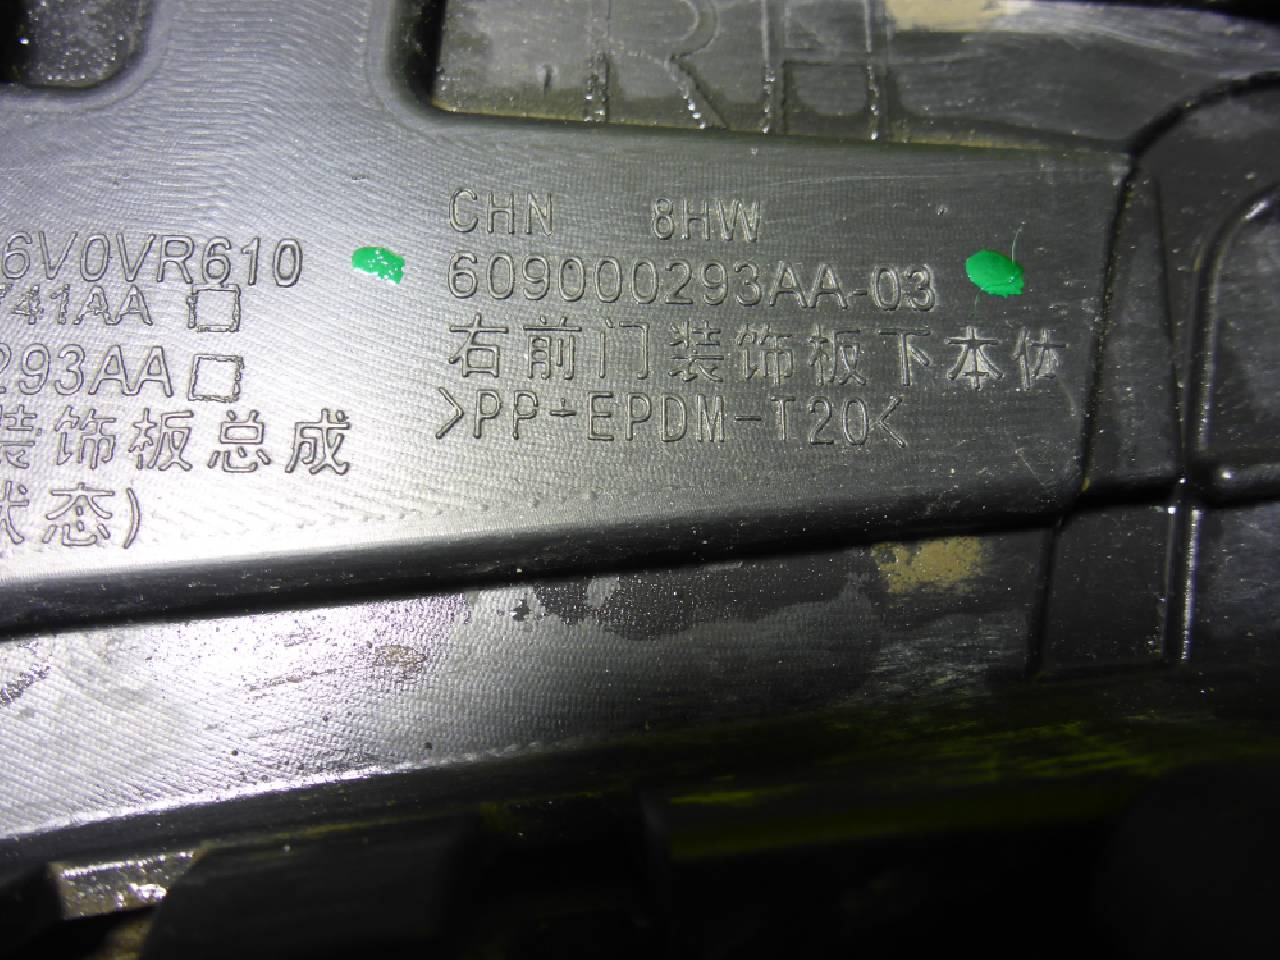 RH
CHN 8HW
609000293AA-03
右前门装饰板下本体
>PP+EPDM-T20<
6V0VR610
741AA □
293AA □
装饰板总成
状态)